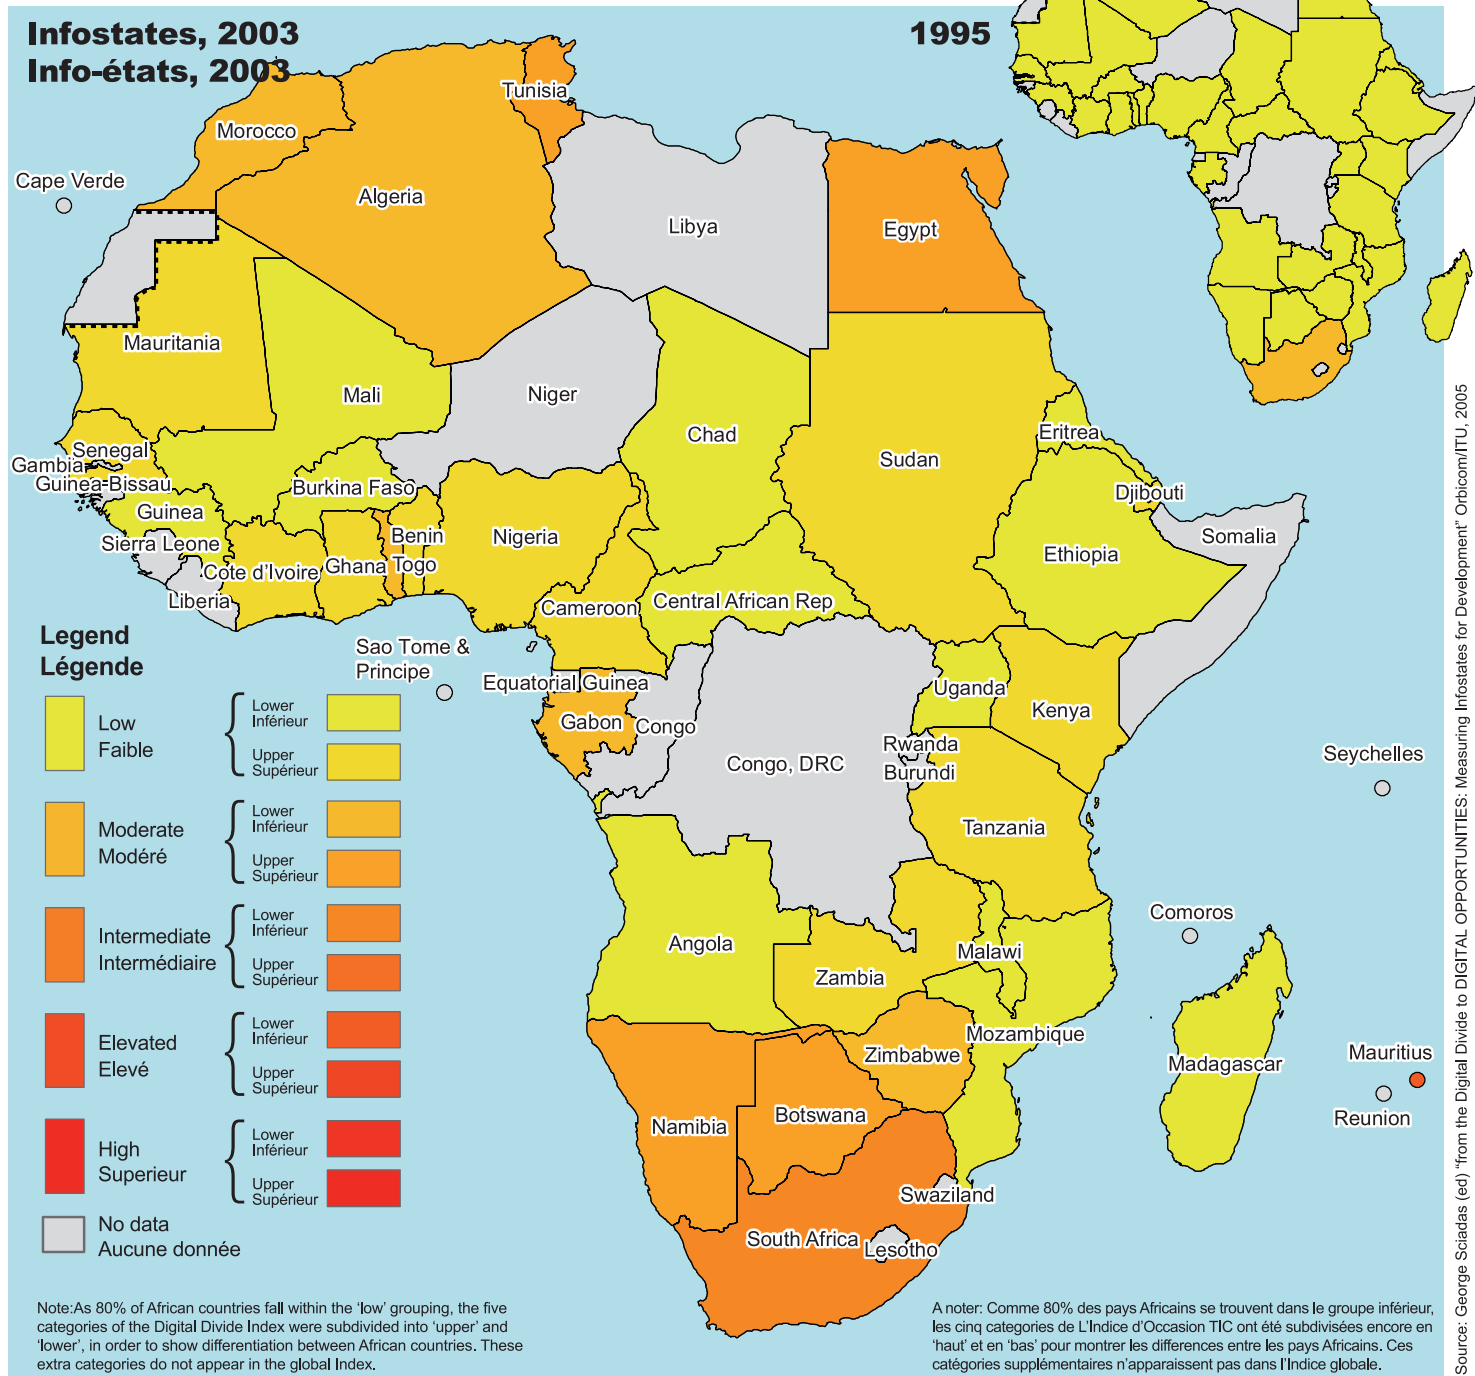 Infostates, 2003
Info-états, 2003
1995
Tunisia
Morocco
Cape Verde
Algeria
Libya
Egypt
Mauritania
Mali
Niger
Chad
Sudan
Eritrea
Senegal
Gambia
Guinea-Bissau
Burkina Faso
Djibouti
Guinea
Benin
Nigeria
Somalia
Sierra Leone
Cote d'Ivoire
Ghana
Togo
Ethiopia
Liberia
Cameroon
Central African Rep
Sao Tome &
Principe
Equatorial Guinea
Uganda
Gabon
Congo
Kenya
Rwanda
Congo, DRC
Burundi
Seychelles
Tanzania
Comoros
Angola
Malawi
Zambia
Mozambique
Zimbabwe
Madagascar
Mauritius
Reunion
Namibia
Botswana
Swaziland
South Africa
Lesotho
Legend
Légende
Low
Faible
Lower
Inférieur
Upper
Supérieur
Moderate
Modéré
Lower
Inférieur
Upper
Supérieur
Intermediate
Intermédiaire
Lower
Inférieur
Upper
Supérieur
Elevated
Elevé
Lower
Inférieur
Upper
Supérieur
High
Superieur
Lower
Inférieur
Upper
Supérieur
No data
Aucune donnée
Note:As 80% of African countries fall within the 'low' grouping, the five
categories of the Digital Divide Index were subdivided into 'upper' and
'lower', in order to show differentiation between African countries. These
extra categories do not appear in the global Index.
A noter: Comme 80% des pays Africains se trouvent dans le groupe inférieur,
les cinq categories de L'Indice d'Occasion TIC ont été subdivisées encore en
'haut' et en 'bas' pour montrer les differences entre les pays Africains. Ces
catégories supplémentaires n'apparaissent pas dans l'Indice globale.
Source: George Sciadas (ed) "from the Digital Divide to DIGITAL OPPORTUNITIES: Measuring Infostates for Development" Orbicom/ITU, 2005